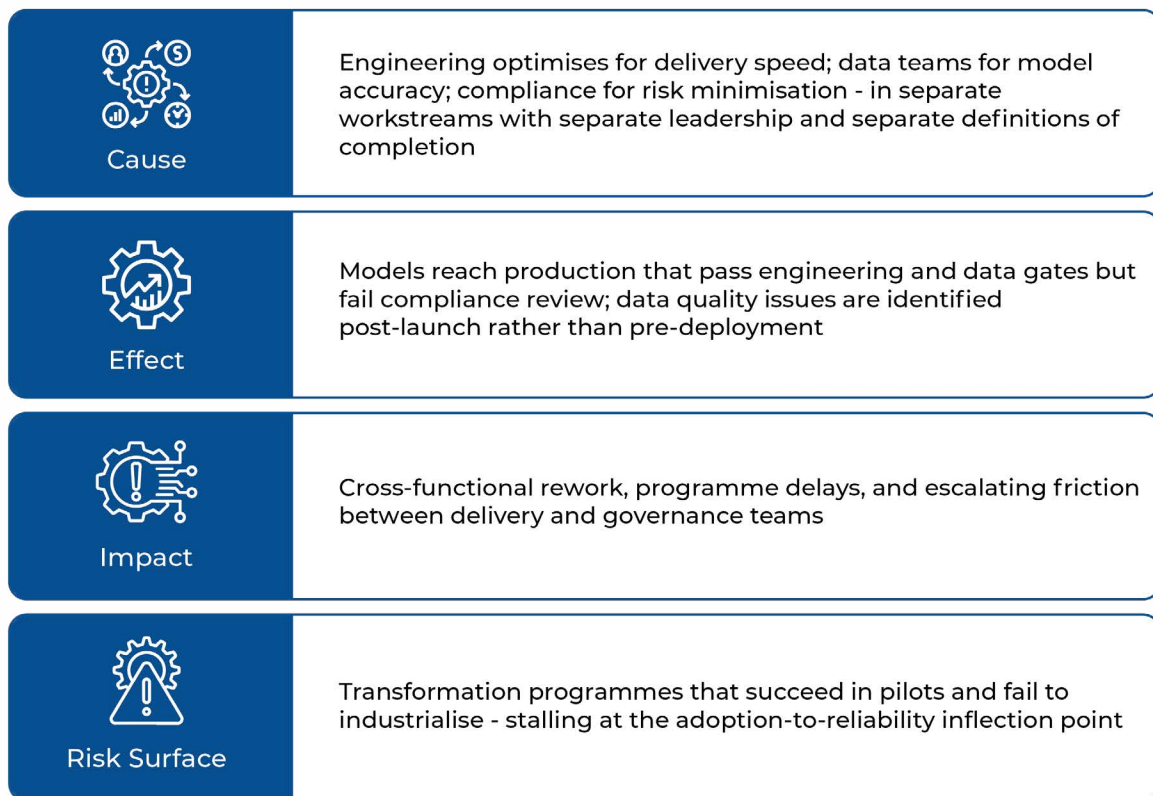 Cause
Engineering optimises for delivery speed; data teams for model
accuracy; compliance for risk minimisation - in separate
workstreams with separate leadership and separate definitions of
completion
Effect
Models reach production that pass engineering and data gates but
fail compliance review; data quality issues are identified
post-launch rather than pre-deployment
Impact
Cross-functional rework, programme delays, and escalating friction
between delivery and governance teams
Risk Surface
Transformation programmes that succeed in pilots and fail to
industrialise - stalling at the adoption-to-reliability inflection point